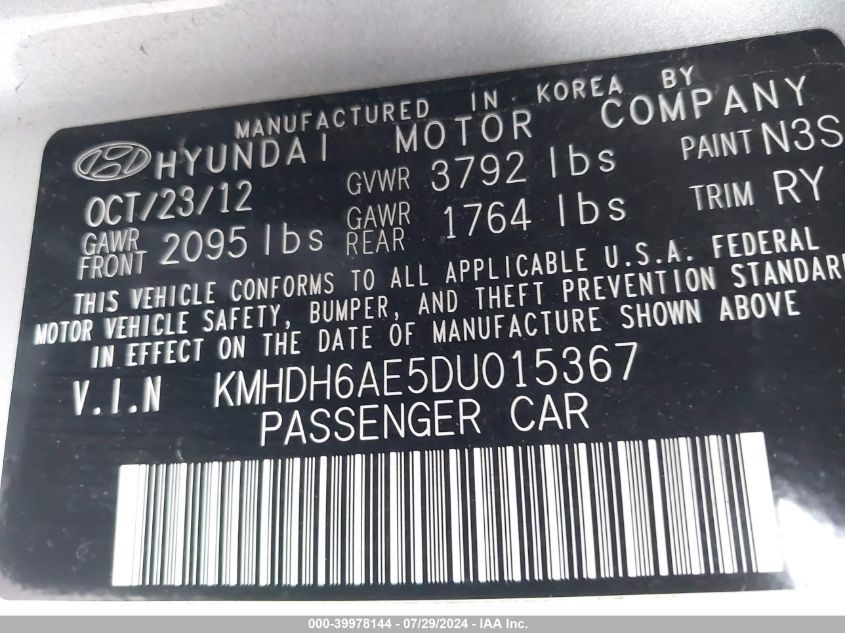 MANUFACTURED IN KOREA BY
HYUNDAI MOTOR COMPANY
OCT/23/12 GVWR 3792 lbs PAINT N3S
GAWR FRONT 2095 lbs GAWR REAR 1764 lbs TRIM RY
THIS VEHICLE CONFORMS TO ALL APPLICABLE U.S.A. FEDERAL
MOTOR VEHICLE SAFETY, BUMPER, AND THEFT PREVENTION STANDAR
IN EFFECT ON THE DATE OF MANUFACTURE SHOWN ABOVE
V.I.N KMHDH6AE5DU015367
PASSENGER CAR
000-39978144 - 07/29/2024 - IAA Inc.